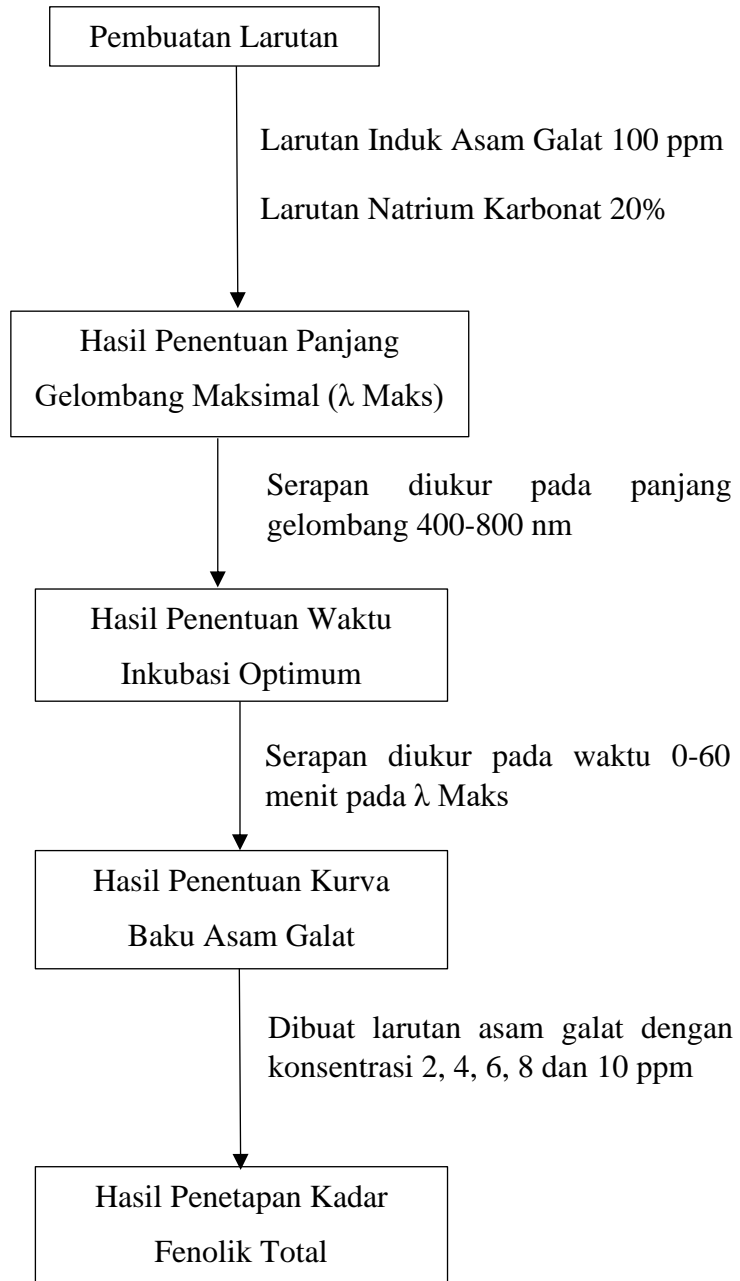 Pembuatan Larutan
Larutan Induk Asam Galat 100 ppm
Larutan Natrium Karbonat 20%
Hasil Penentuan Panjang
Gelombang Maksimal (λ Maks)
Serapan diukur pada panjang
gelombang 400-800 nm
Hasil Penentuan Waktu
Inkubasi Optimum
Serapan diukur pada waktu 0-60
menit pada λ Maks
Hasil Penentuan Kurva
Baku Asam Galat
Dibuat larutan asam galat dengan
konsentrasi 2, 4, 6, 8 dan 10 ppm
Hasil Penetapan Kadar
Fenolik Total